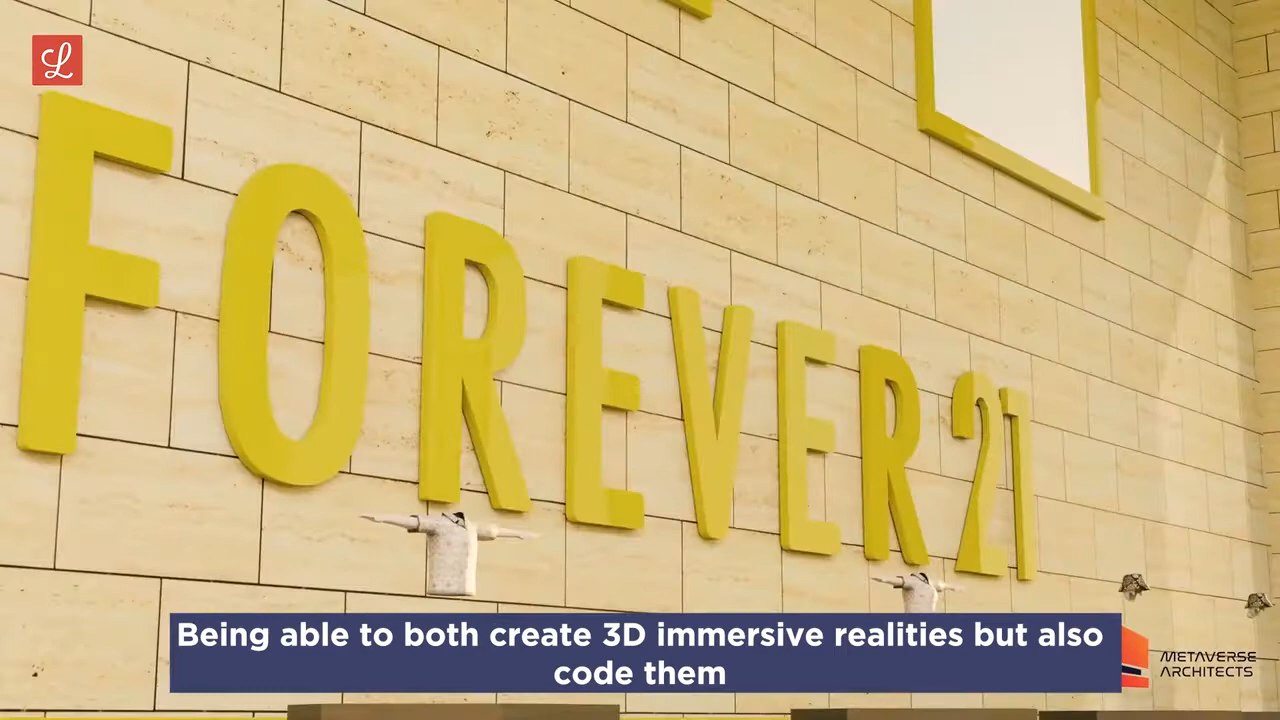 L
FOREVER 21
Being able to both create 3D immersive realities but also
code them
METAVERSE
ARCHITECTS